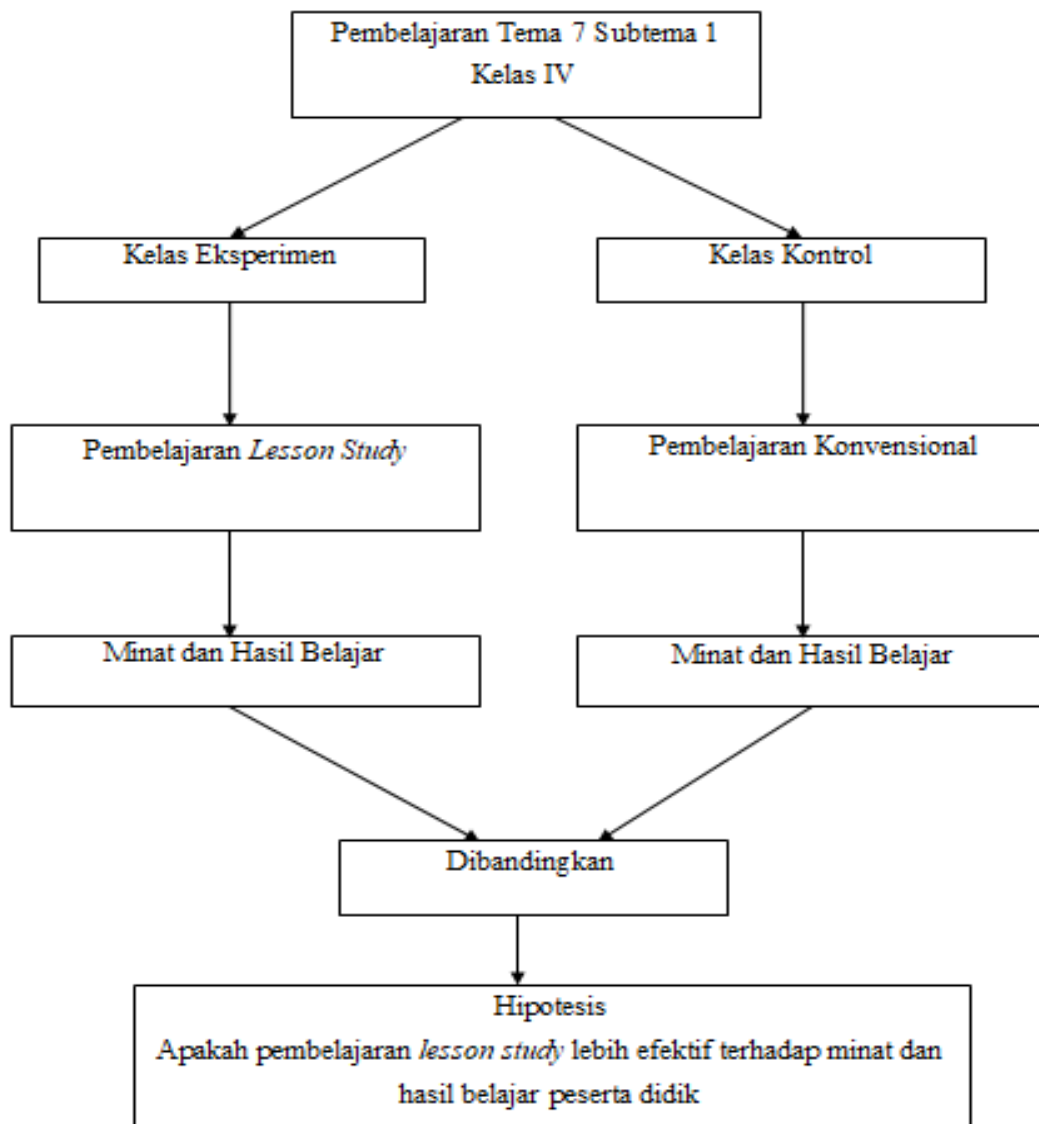 Pembelajaran Tema 7 Subtema 1
Kelas IV
Kelas Eksperimen
Kelas Kontrol
Pembelajaran Lesson Study
Pembelajaran Konvensional
Minat dan Hasil Belajar
Minat dan Hasil Belajar
Dibandingkan
Hipotesis
Apakah pembelajaran lesson study lebih efektif terhadap minat dan
hasil belajar peserta didik